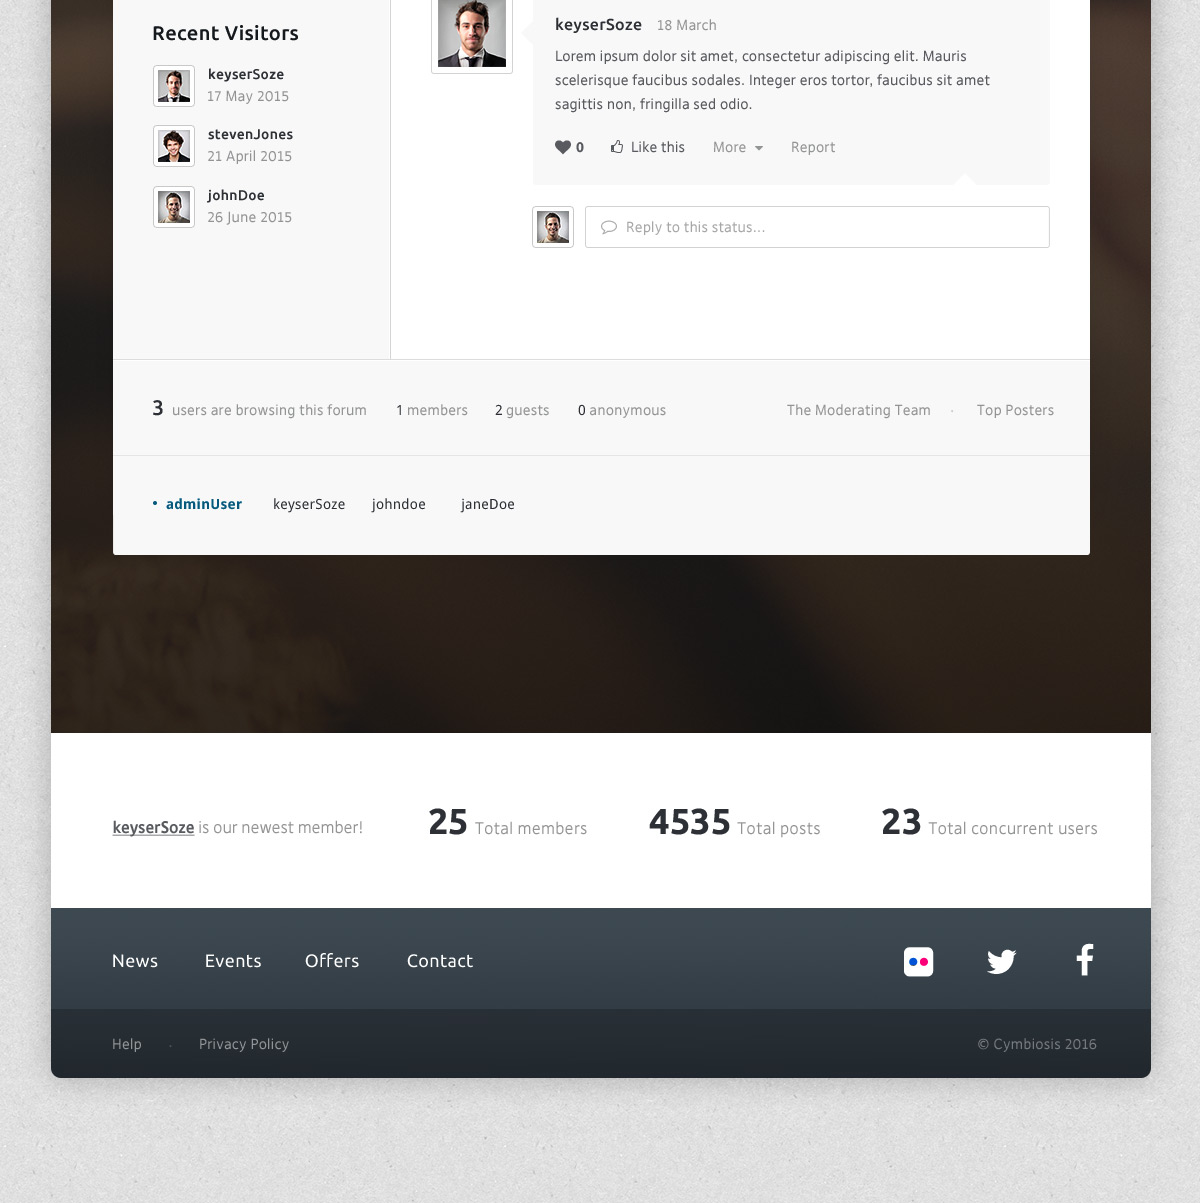 Recent Visitors
keyserSoze
17 May 2015
stevenJones
21 April 2015
johnDoe
26 June 2015
keyserSoze 18 March
Lorem ipsum dolor sit amet, consectetur adipiscing elit. Mauris
scelerisque faucibus sodales. Integer eros tortor, faucibus sit amet
sagittis non, fringilla sed odio.
0 Like this More Report
Reply to this status...
3 users are browsing this forum 1 members 2 guests 0 anonymous The Moderating Team · Top Posters
• adminUser keyserSoze johndoe janeDoe
keyserSoze is our newest member! 25 Total members 4535 Total posts 23 Total concurrent users
News Events Offers Contact
Help · Privacy Policy © Cymbiosis 2016